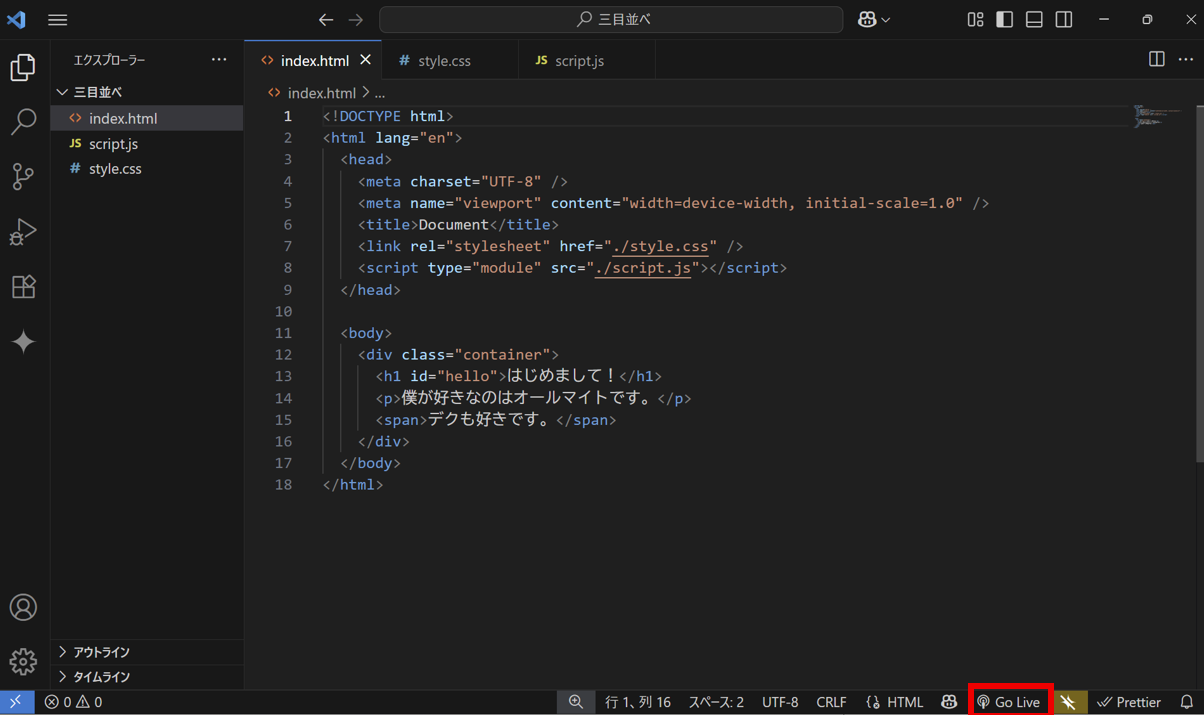 三目並べ
エクスプローラー
三目並べ
index.html
JS script.js
# style.css
アウトライン
タイムライン
index.html
# style.css
JS script.js
index.html > ...
1 <!DOCTYPE html>
2 <html lang="en">
3 <head>
4 <meta charset="UTF-8" />
5 <meta name="viewport" content="width=device-width, initial-scale=1.0" />
6 <title>Document</title>
7 <link rel="stylesheet" href="./style.css" />
8 <script type="module" src="./script.js"></script>
9 </head>
10
11 <body>
12 <div class="container">
13 <h1 id="hello">はじめまして！</h1>
14 <p>僕が好きなのはオールマイトです。</p>
15 <span>デクも好きです。</span>
16 </div>
17 </body>
18 </html>
0 0 行 1、列 16 スペース: 2 UTF-8 CRLF HTML Go Live Prettier